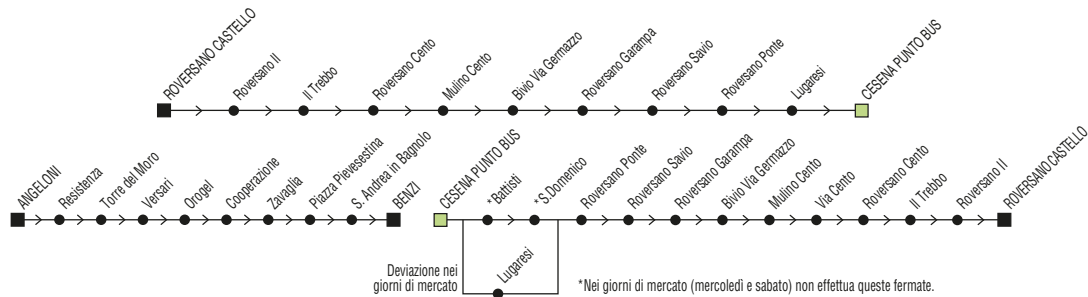 ROVERSANO CASTELLO
Roversano II
Il Trebbo
Roversano Cento
Mulino Cento
Bivio Via Germazzo
Roversano Garampa
Roversano Savio
Roversano Ponte
Lugaresi
CESENA PUNTO BUS
ANGELONI
Resistenza
Torre del Moro
Versari
Orogel
Cooperazione
Zavaglia
Piazza Pievesestina
S. Andrea in Bagnolo
BENZI
CESENA PUNTO BUS
*Battisti
*S.Domenico
Roversano Ponte
Roversano Savio
Roversano Garampa
Bivio Via Germazzo
Mulino Cento
Via Cento
Roversano Cento
Il Trebbo
Roversano II
ROVERSANO CASTELLO
Deviazione nei
giorni di mercato
Lugaresi
*Nei giorni di mercato (mercoledì e sabato) non effettua queste fermate.